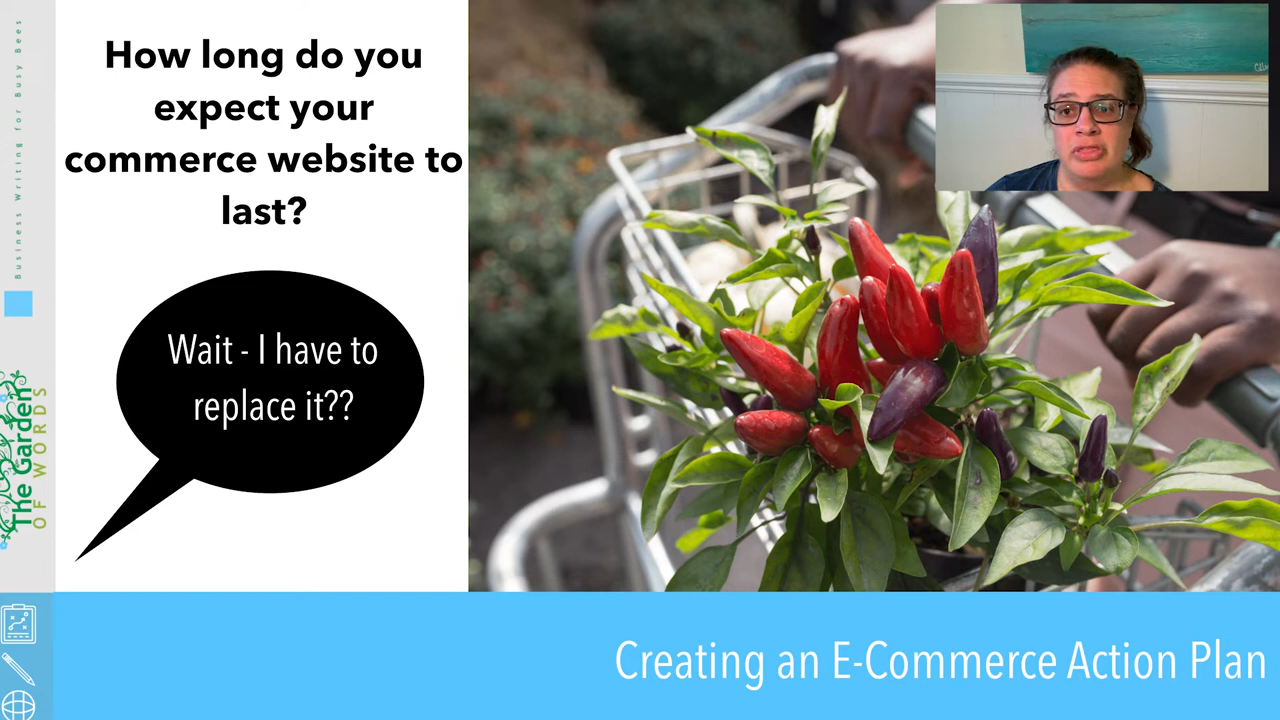 How long do you
expect your
commerce website to
last?
Wait - I have to
replace it??
Business Writing for Busy Bees
The Garden
OF WORDS
Creating an E-Commerce Action Plan